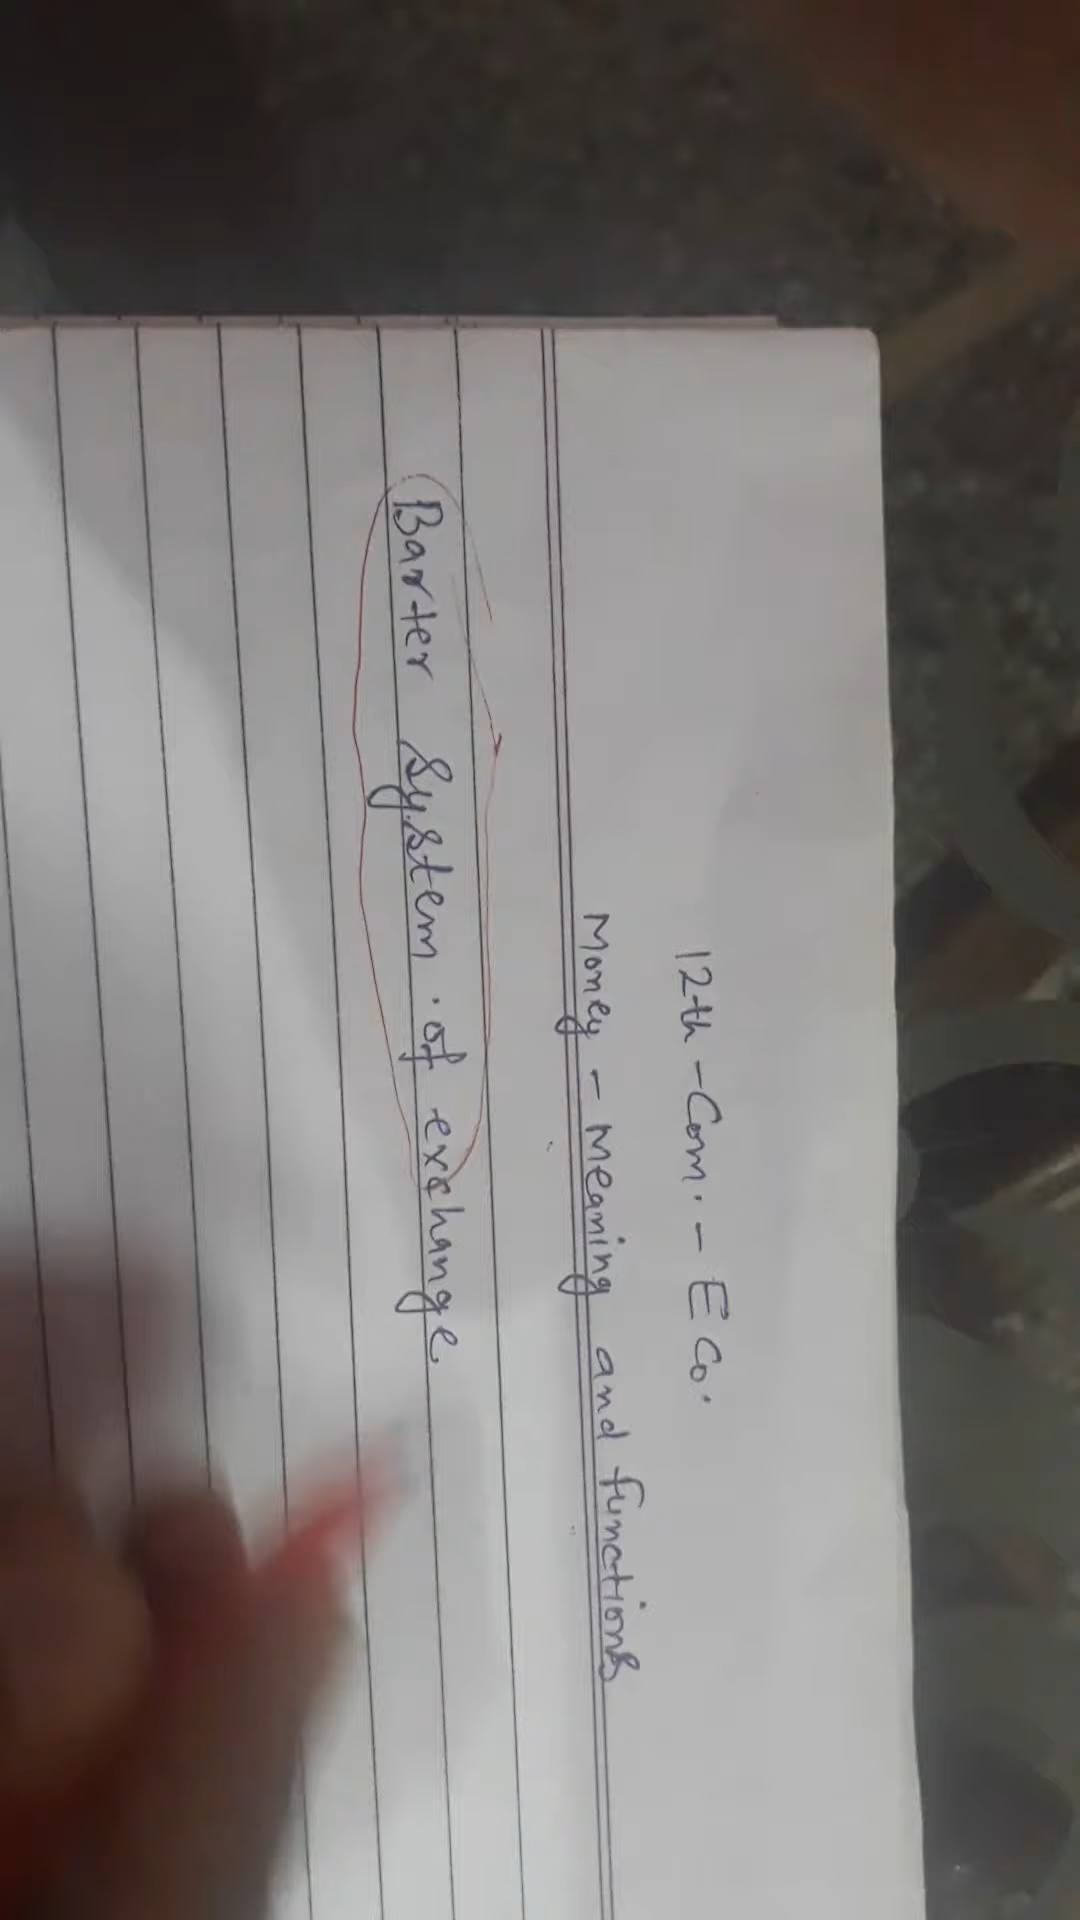 12th - Com. - Eco.
Money - Meaning and functions
Barter System of exchange